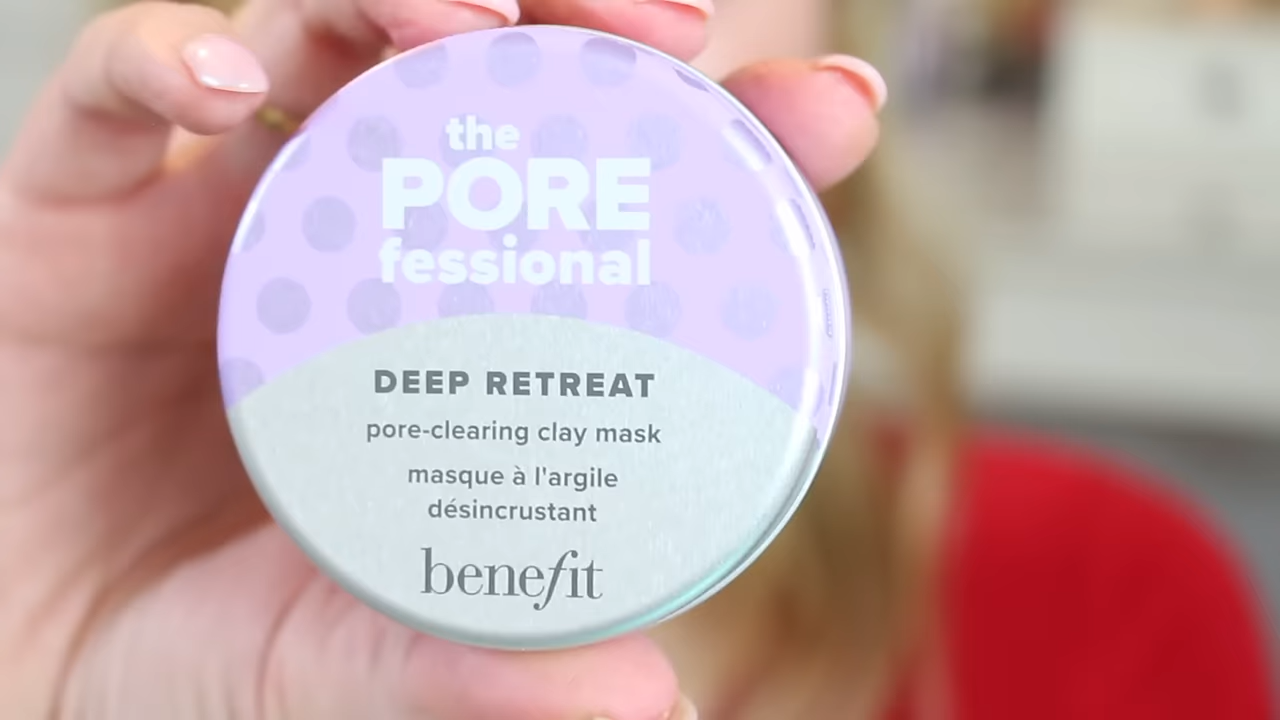 the
PORE
fessional
DEEP RETREAT
pore-clearing clay mask
masque à l'argile
désincrustant
benefit